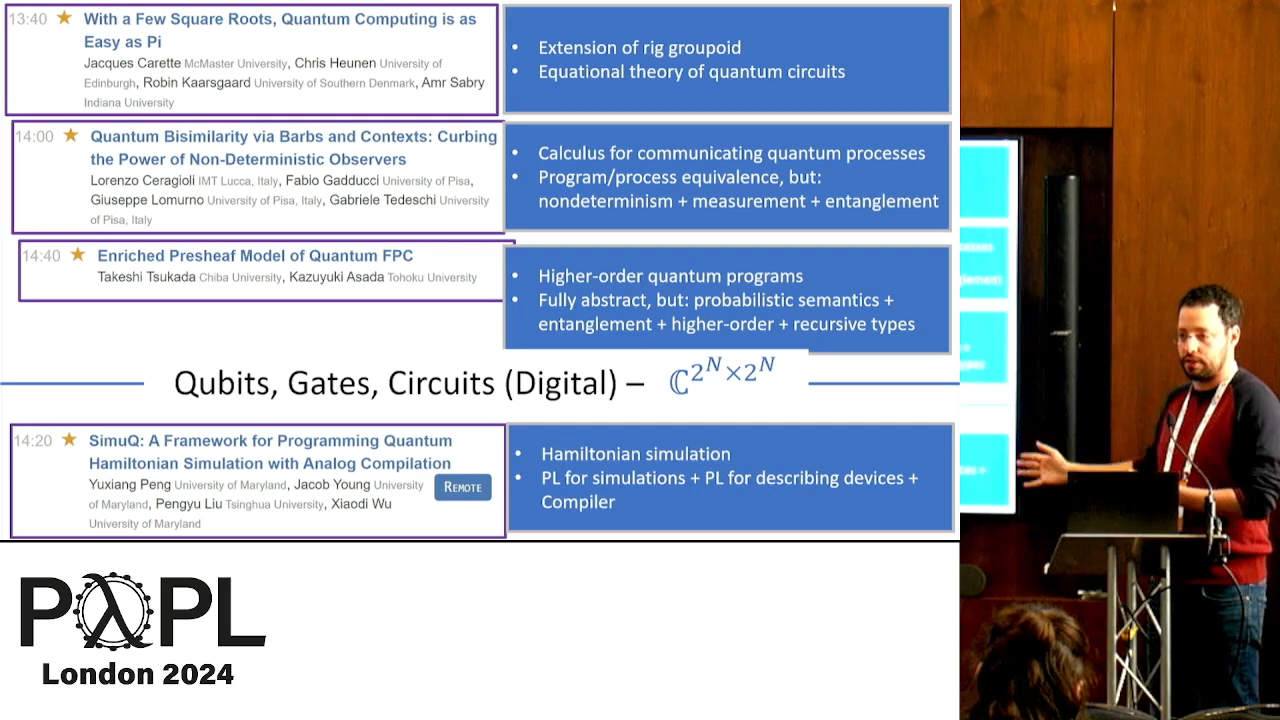 13:40 ★ With a Few Square Roots, Quantum Computing is as
Easy as Pi
Jacques Carette McMaster University, Chris Heunen University of
Edinburgh, Robin Kaarsgaard University of Southern Denmark, Amr Sabry
Indiana University
• Extension of rig groupoid
• Equational theory of quantum circuits
14:00 ★ Quantum Bisimilarity via Barbs and Contexts: Curbing
the Power of Non-Deterministic Observers
Lorenzo Ceragioli IMT Lucca, Italy, Fabio Gadducci University of Pisa,
Giuseppe Lomurno University of Pisa, Italy, Gabriele Tedeschi University
of Pisa, Italy
• Calculus for communicating quantum processes
• Program/process equivalence, but:
nondeterminism + measurement + entanglement
14:40 ★ Enriched Presheaf Model of Quantum FPC
Takeshi Tsukada Chiba University, Kazuyuki Asada Tohoku University
• Higher-order quantum programs
• Fully abstract, but: probabilistic semantics +
entanglement + higher-order + recursive types
Qubits, Gates, Circuits (Digital) – ℂ^{2^N×2^N}
14:20 ★ SimuQ: A Framework for Programming Quantum
Hamiltonian Simulation with Analog Compilation
Yuxiang Peng University of Maryland, Jacob Young University
of Maryland, Pengyu Liu Tsinghua University, Xiaodi Wu
University of Maryland
REMOTE
• Hamiltonian simulation
• PL for simulations + PL for describing devices +
Compiler
PλPL
London 2024